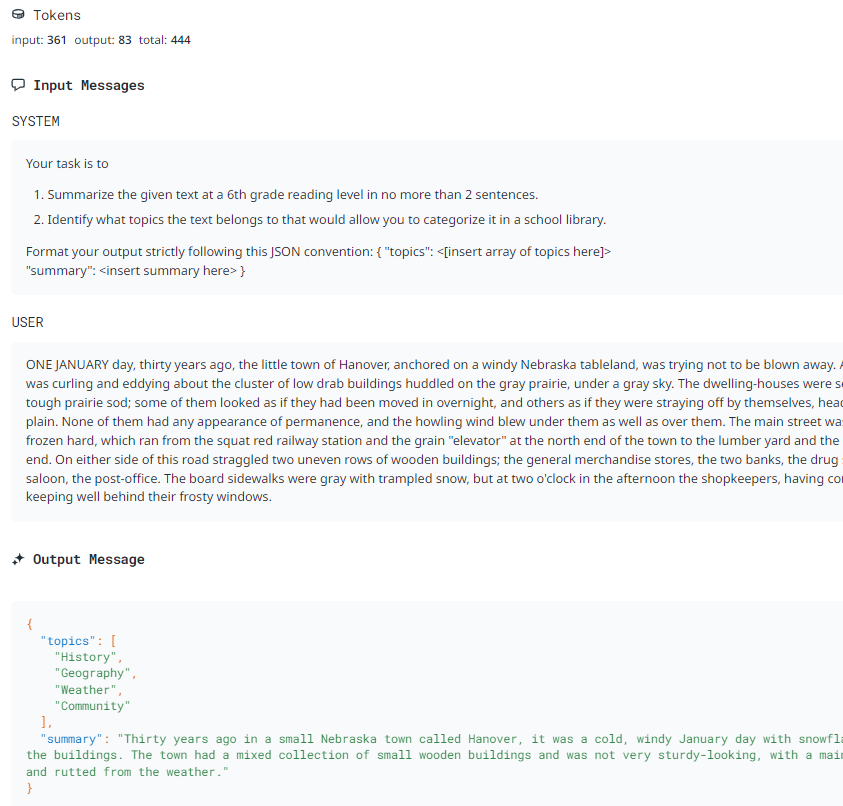 Tokens
input: 361 output: 83 total: 444
Input Messages
SYSTEM
Your task is to
1. Summarize the given text at a 6th grade reading level in no more than 2 sentences.
2. Identify what topics the text belongs to that would allow you to categorize it in a school library.
Format your output strictly following this JSON convention: { "topics": <[insert array of topics here]>
"summary": <insert summary here> }
USER
ONE JANUARY day, thirty years ago, the little town of Hanover, anchored on a windy Nebraska tableland, was trying not to be blown away.
was curling and eddying about the cluster of low drab buildings huddled on the gray prairie, under a gray sky. The dwelling-houses were
tough prairie sod; some of them looked as if they had been moved in overnight, and others as if they were straying off by themselves,
plain. None of them had any appearance of permanence, and the howling wind blew under them as well as over them. The main street
frozen hard, which ran from the squat red railway station and the grain "elevator" at the north end of the town to the lumber yard and the
end. On either side of this road straggled two uneven rows of wooden buildings; the general merchandise stores, the two banks, the drug
saloon, the post-office. The board sidewalks were gray with trampled snow, but at two o'clock in the afternoon the shopkeepers, having
keeping well behind their frosty windows.
Output Message
{
"topics": [
"History",
"Geography",
"Weather",
"Community"
],
"summary": "Thirty years ago in a small Nebraska town called Hanover, it was a cold, windy January day with
the buildings. The town had a mixed collection of small wooden buildings and was not very sturdy-looking, with a
and rutted from the weather."
}